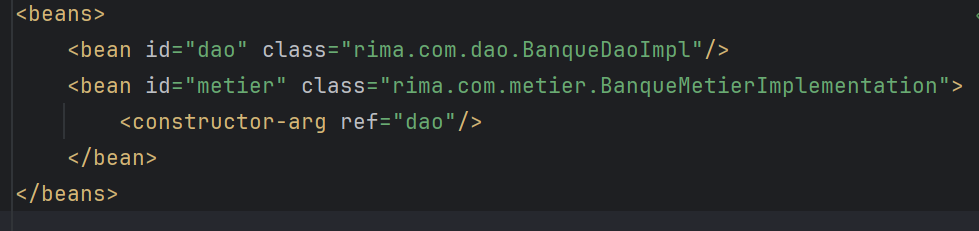 <beans>
    <bean id="dao" class="rima.com.dao.BanqueDaoImpl"/>
    <bean id="metier" class="rima.com.metier.BanqueMetierImplementation">
        <constructor-arg ref="dao"/>
    </bean>
</beans>